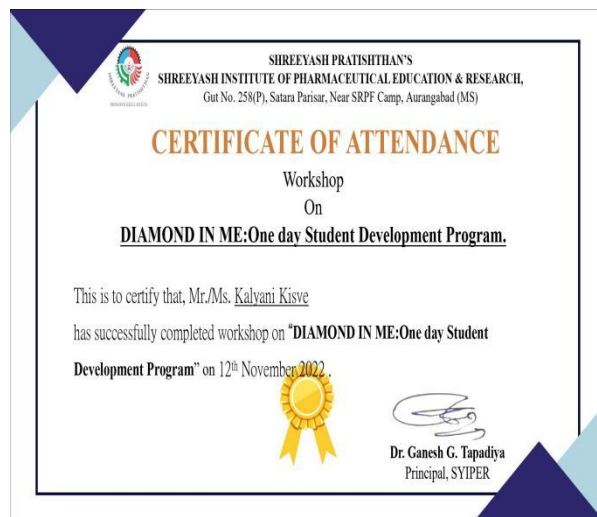 SHREEYASH PRATISHTHAN'S
SHREEYASH INSTITUTE OF PHARMACEUTICAL EDUCATION & RESEARCH,
Gut No. 258(P), Satara Parisar, Near SRPF Camp, Aurangabad (MS)
CERTIFICATE OF ATTENDANCE
Workshop
On
DIAMOND IN ME:One day Student Development Program.
This is to certify that, Mr./Ms. Kalyani Kisve
has successfully completed workshop on "DIAMOND IN ME:One day Student
Development Program" on 12th November 2022 .
Dr. Ganesh G. Tapadiya
Principal, SYIPER